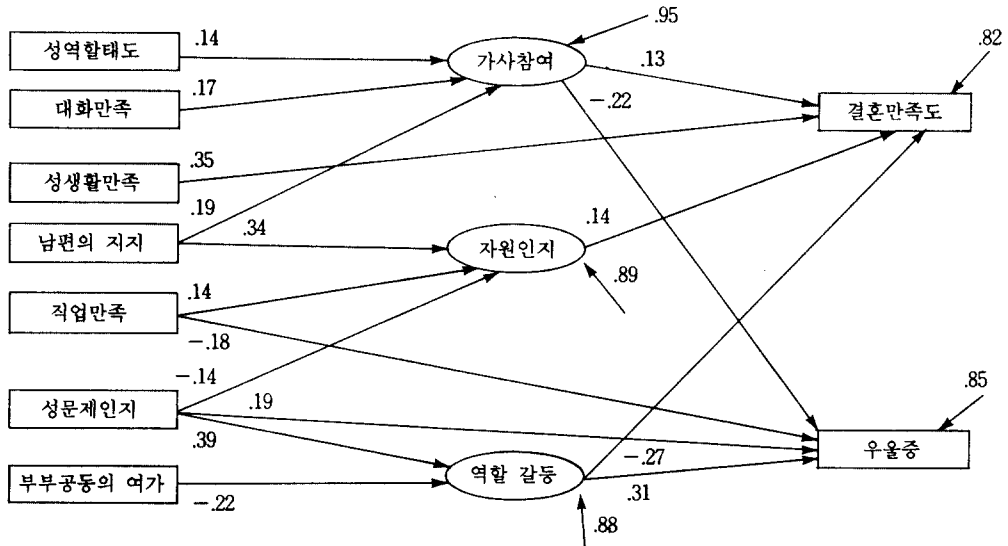 .95
.82
성역할태도
.14
가사참여
.13
대화만족
.17
-.22
결혼만족도
성생활만족
.35
.19
남편의 지지
.34
자원인지
.14
.89
직업만족
.14
-.18
-.14
성문제인지
.19
.39
.85
우울증
-.27
부부공동의 여가
-.22
역할 갈등
.31
.88